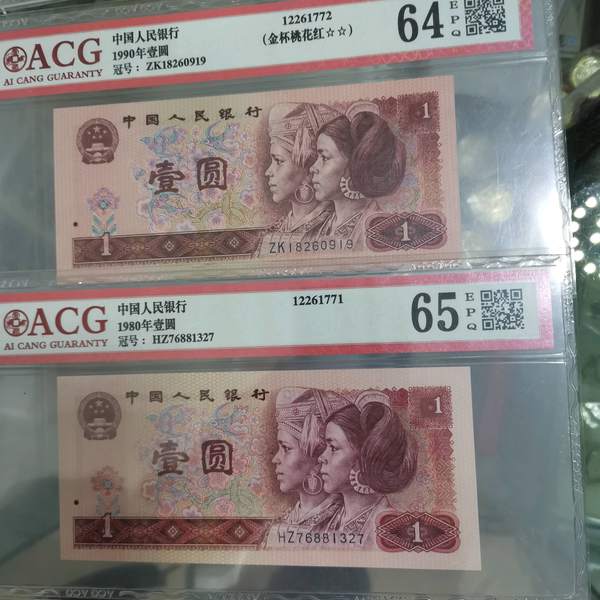 ACG
AI CANG GUARANTY
中国人民银行
1990年壹圆
冠号：ZK18260919
12261772
(金杯桃花红☆☆)
64
EPQ
中国人民银行
1
壹圆
1
ZK18260919
1
ACG
AI CANG GUARANTY
中国人民银行
1980年壹圆
冠号：HZ76881327
12261771
65
EPQ
中国人民银行
1
壹圆
1
HZ76881327
1